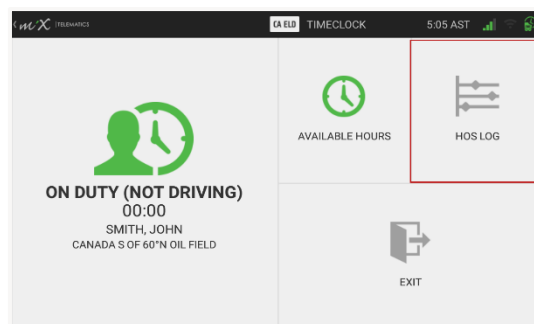 miX TELEMATICS
CA ELD TIMECLOCK 5:05 AST
AVAILABLE HOURS
HOS LOG
ON DUTY (NOT DRIVING)
00:00
SMITH, JOHN
CANADA S OF 60°N OIL FIELD
EXIT